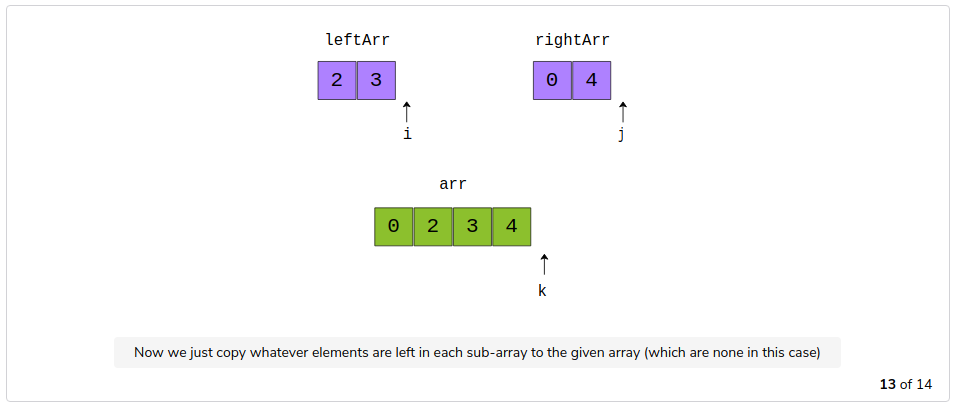 leftArr rightArr
2 3 0 4
i j
arr
0 2 3 4
k
Now we just copy whatever elements are left in each sub-array to the given array (which are none in this case)
13 of 14